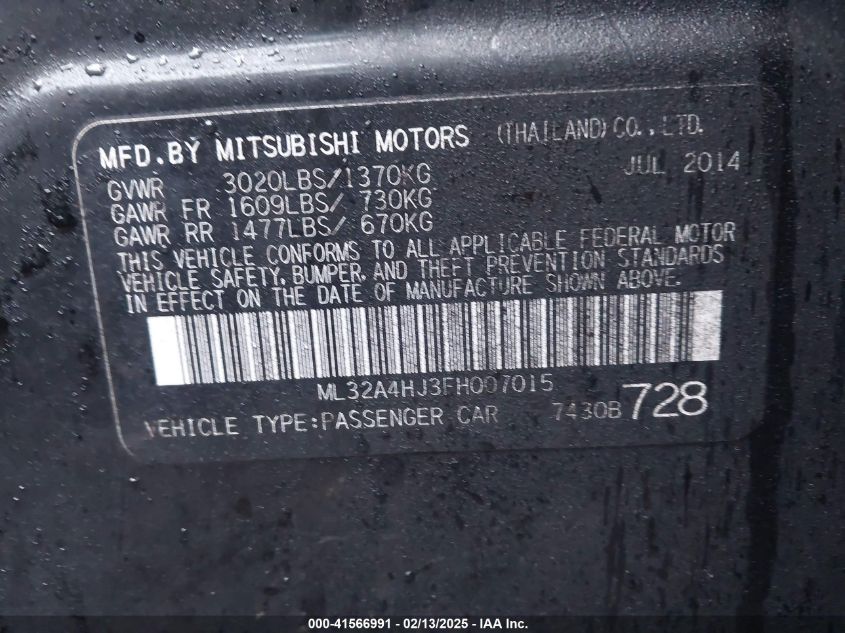 MFD.BY MITSUBISHI MOTORS (THAILAND)CO.,LTD.
JUL 2014
GVWR 3020LBS/1370KG
GAWR FR 1609LBS/ 730KG
GAWR RR 1477LBS/ 670KG
THIS VEHICLE CONFORMS TO ALL APPLICABLE FEDERAL MOTOR
VEHICLE SAFETY, BUMPER, AND THEFT PREVENTION STANDARDS
IN EFFECT ON THE DATE OF MANUFACTURE SHOWN ABOVE.
ML32A4HJ3FH007015
VEHICLE TYPE:PASSENGER CAR 7430B 728
000-41566991 - 02/13/2025 - IAA Inc.